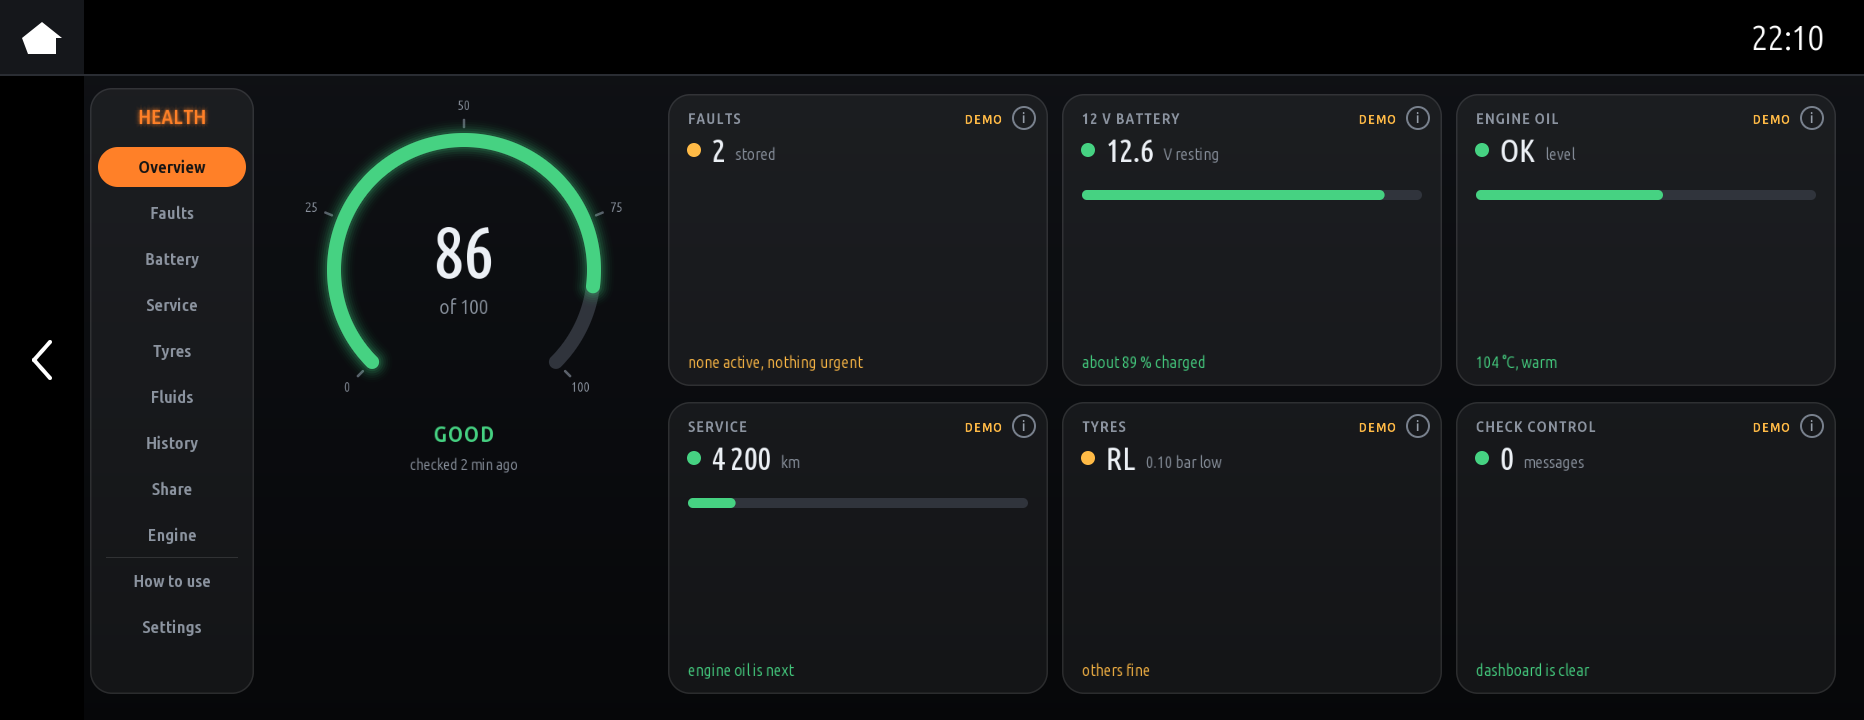 22:10
HEALTH
Overview
Faults
Battery
Service
Tyres
Fluids
History
Share
Engine
How to use
Settings
50
25
75
86
of 100
0
100
GOOD
checked 2 min ago
FAULTS DEMO i
2 stored
none active, nothing urgent
12 V BATTERY DEMO i
12.6 V resting
about 89 % charged
ENGINE OIL DEMO i
OK level
104 °C, warm
SERVICE DEMO i
4 200 km
engine oil is next
TYRES DEMO i
RL 0.10 bar low
others fine
CHECK CONTROL DEMO i
0 messages
dashboard is clear